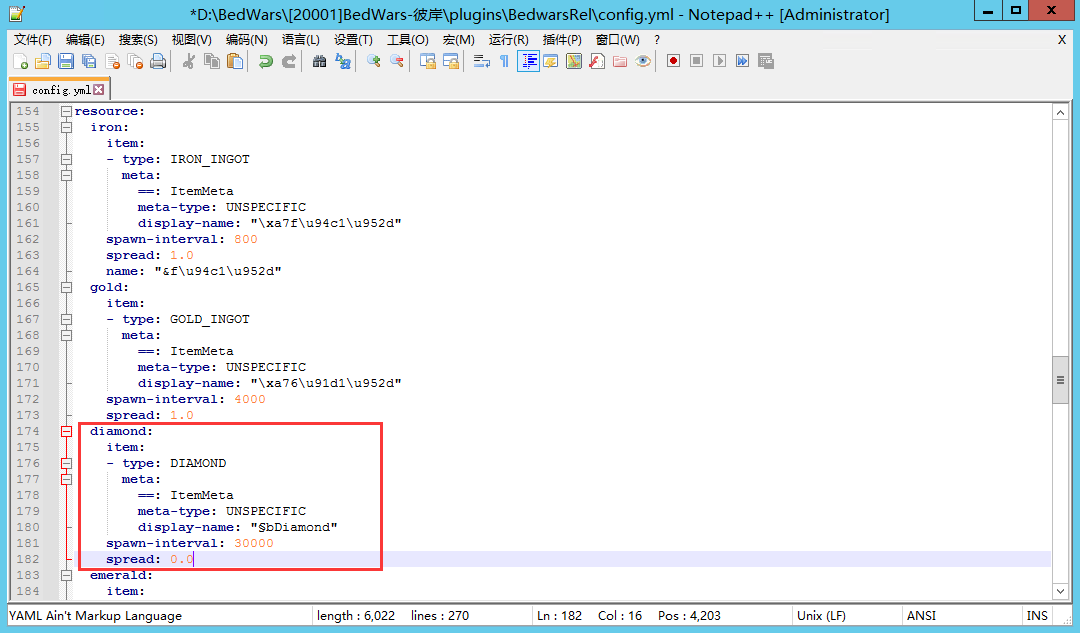 *D:\BedWars\[20001]BedWars-彼岸\plugins\BedwarsRel\config.yml - Notepad++ [Administrator]
文件(F) 编辑(E) 搜索(S) 视图(V) 编码(N) 语言(L) 设置(T) 工具(O) 宏(M) 运行(R) 插件(P) 窗口(W) ? X
config.yml
154 resource:
155 iron:
156 item:
157 - type: IRON_INGOT
158 meta:
159 ==: ItemMeta
160 meta-type: UNSPECIFIC
161 display-name: "\xa7f\u94c1\u952d"
162 spawn-interval: 800
163 spread: 1.0
164 name: "&f\u94c1\u952d"
165 gold:
166 item:
167 - type: GOLD_INGOT
168 meta:
169 ==: ItemMeta
170 meta-type: UNSPECIFIC
171 display-name: "\xa76\u91d1\u952d"
172 spawn-interval: 4000
173 spread: 1.0
174 diamond:
175 item:
176 - type: DIAMOND
177 meta:
178 ==: ItemMeta
179 meta-type: UNSPECIFIC
180 display-name: "§bDiamond"
181 spawn-interval: 30000
182 spread: 0.0
183 emerald:
184 item:
YAML Ain't Markup Language length : 6,022 lines : 270 Ln : 182 Col : 16 Pos : 4,203 Unix (LF) ANSI INS